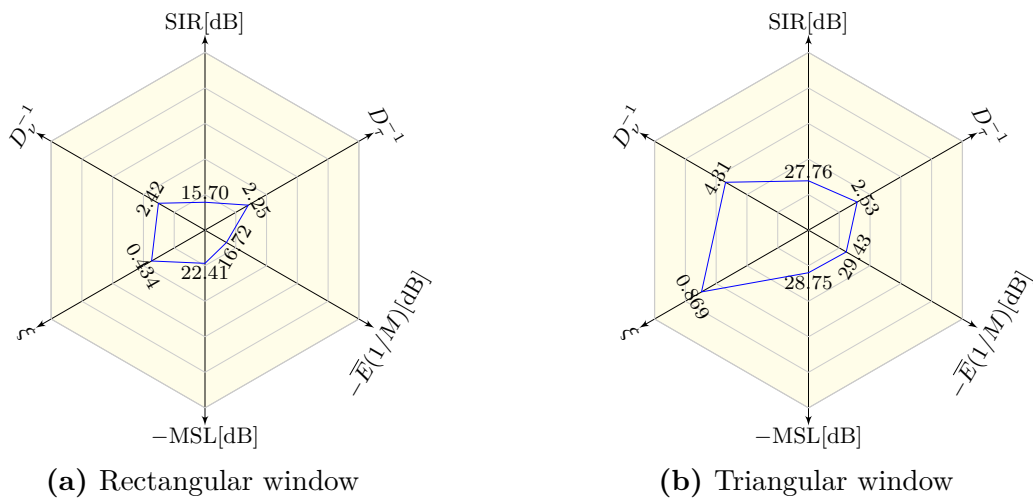 SIR[dB]
D_ν^{-1}
D_τ^{-1}
15.70
2.25
2.42
16.72
0.434
22.41
ξ
−E̅(1/M)[dB]
−MSL[dB]
(a) Rectangular window
SIR[dB]
D_ν^{-1}
D_τ^{-1}
27.76
4.81
2.53
29.43
0.869
28.75
ξ
−E̅(1/M)[dB]
−MSL[dB]
(b) Triangular window